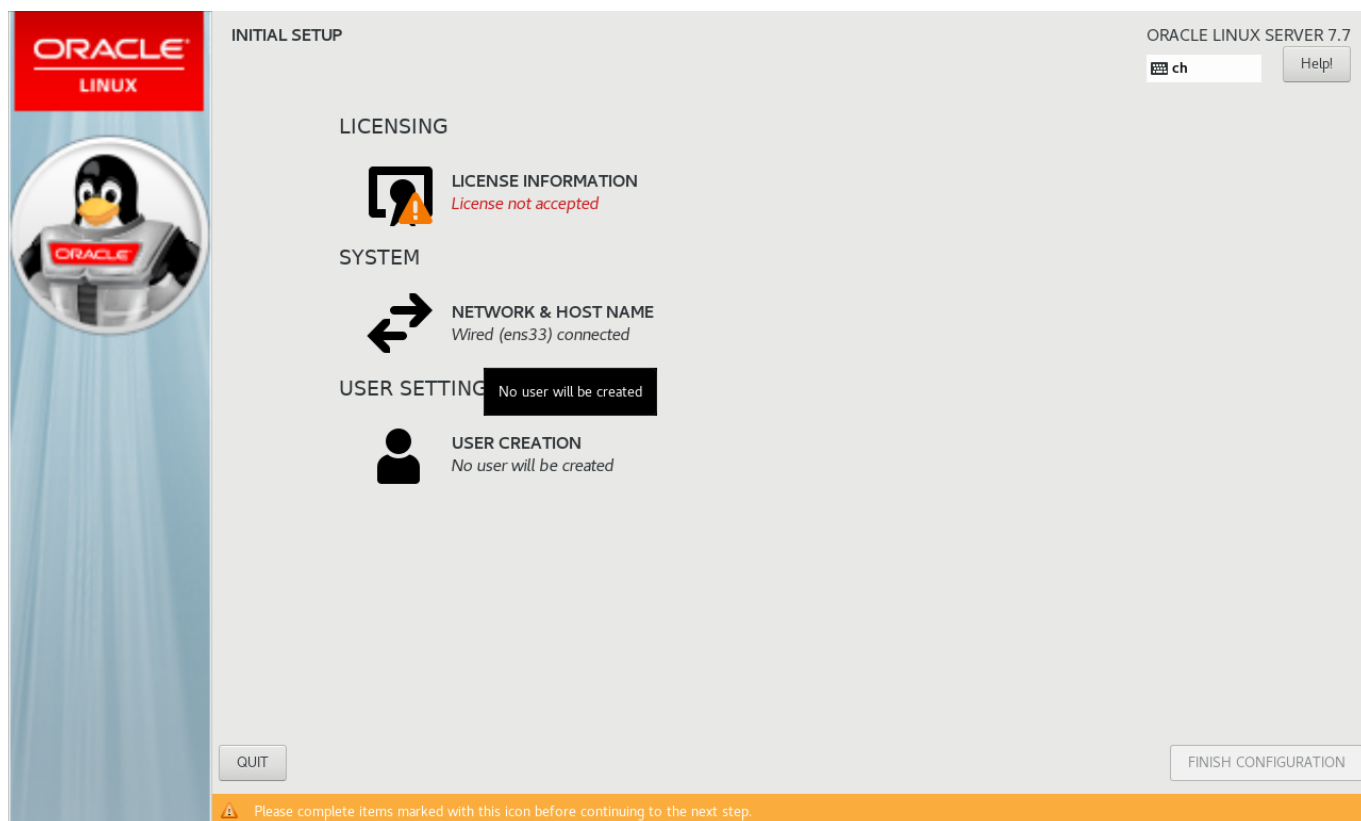 ORACLE
LINUX
ORACLE
INITIAL SETUP
ORACLE LINUX SERVER 7.7
ch
Help!
LICENSING
LICENSE INFORMATION
License not accepted
SYSTEM
NETWORK & HOST NAME
Wired (ens33) connected
USER SETTING
No user will be created
USER CREATION
No user will be created
QUIT
FINISH CONFIGURATION
Please complete items marked with this icon before continuing to the next step.